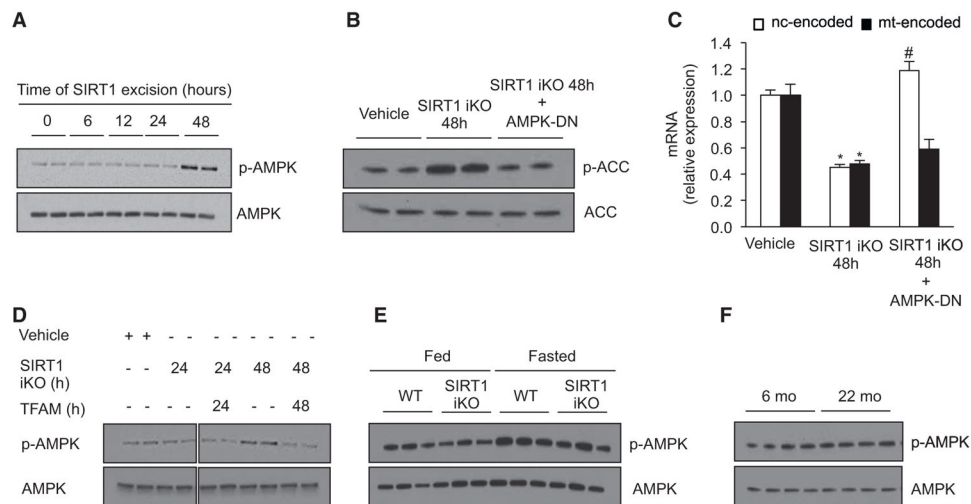 A
Time of SIRT1 excision (hours)
0 6 12 24 48
p-AMPK
AMPK
B
Vehicle
SIRT1 iKO
48h
SIRT1 iKO 48h
+
AMPK-DN
p-ACC
ACC
C
nc-encoded mt-encoded
mRNA
(relative expression)
1.4
1.2
1.0
0.8
0.6
0.4
0.2
0.0
* *
#
Vehicle
SIRT1 iKO
48h
SIRT1 iKO
48h
+
AMPK-DN
D
Vehicle + + - - - - - - - -
SIRT1
iKO (h)
- - 24 24 48 48
TFAM (h) - - - - 24 - - 48
p-AMPK
AMPK
E
Fed Fasted
WT SIRT1
iKO
WT SIRT1
iKO
p-AMPK
AMPK
F
6 mo 22 mo
p-AMPK
AMPK